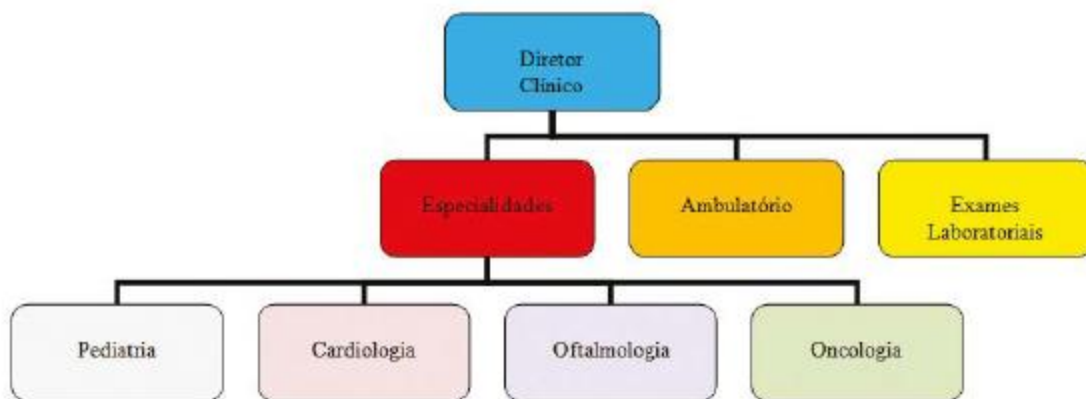 Diretor
Clínico
Especialidades
Ambulatório
Exames
Laboratoriais
Pediatria
Cardiologia
Oftalmologia
Oncologia